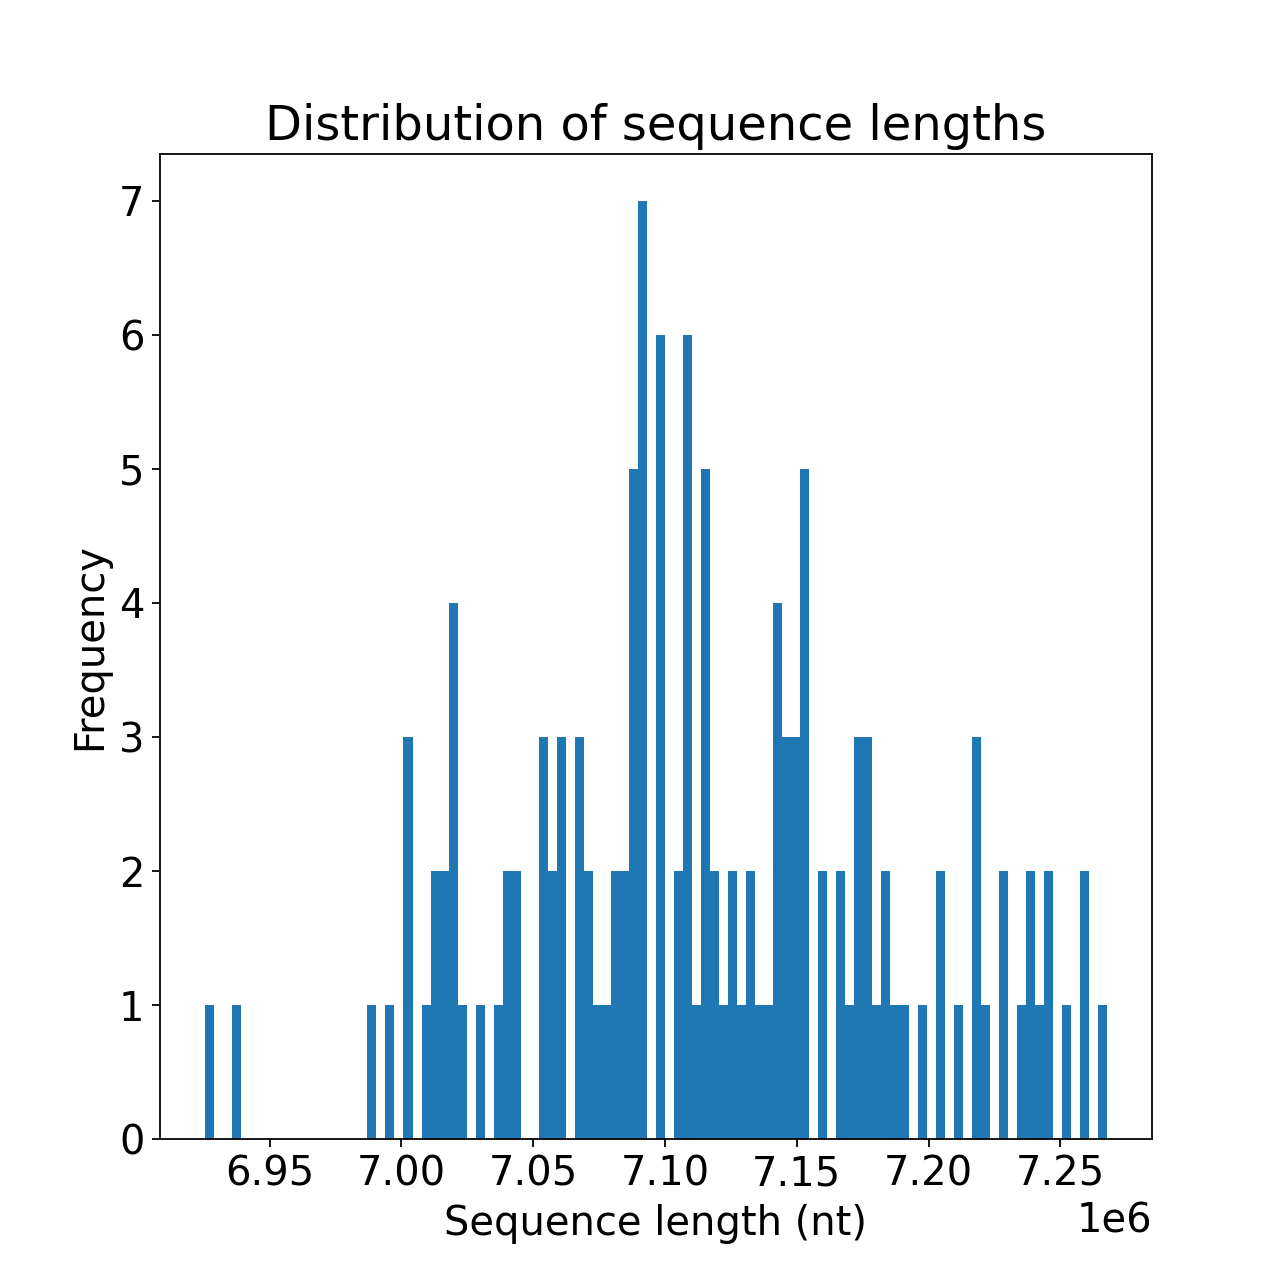 Distribution of sequence lengths
7
6
5
4
3
2
1
0
Frequency
6.95 7.00 7.05 7.10 7.15 7.20 7.25
1e6
Sequence length (nt)